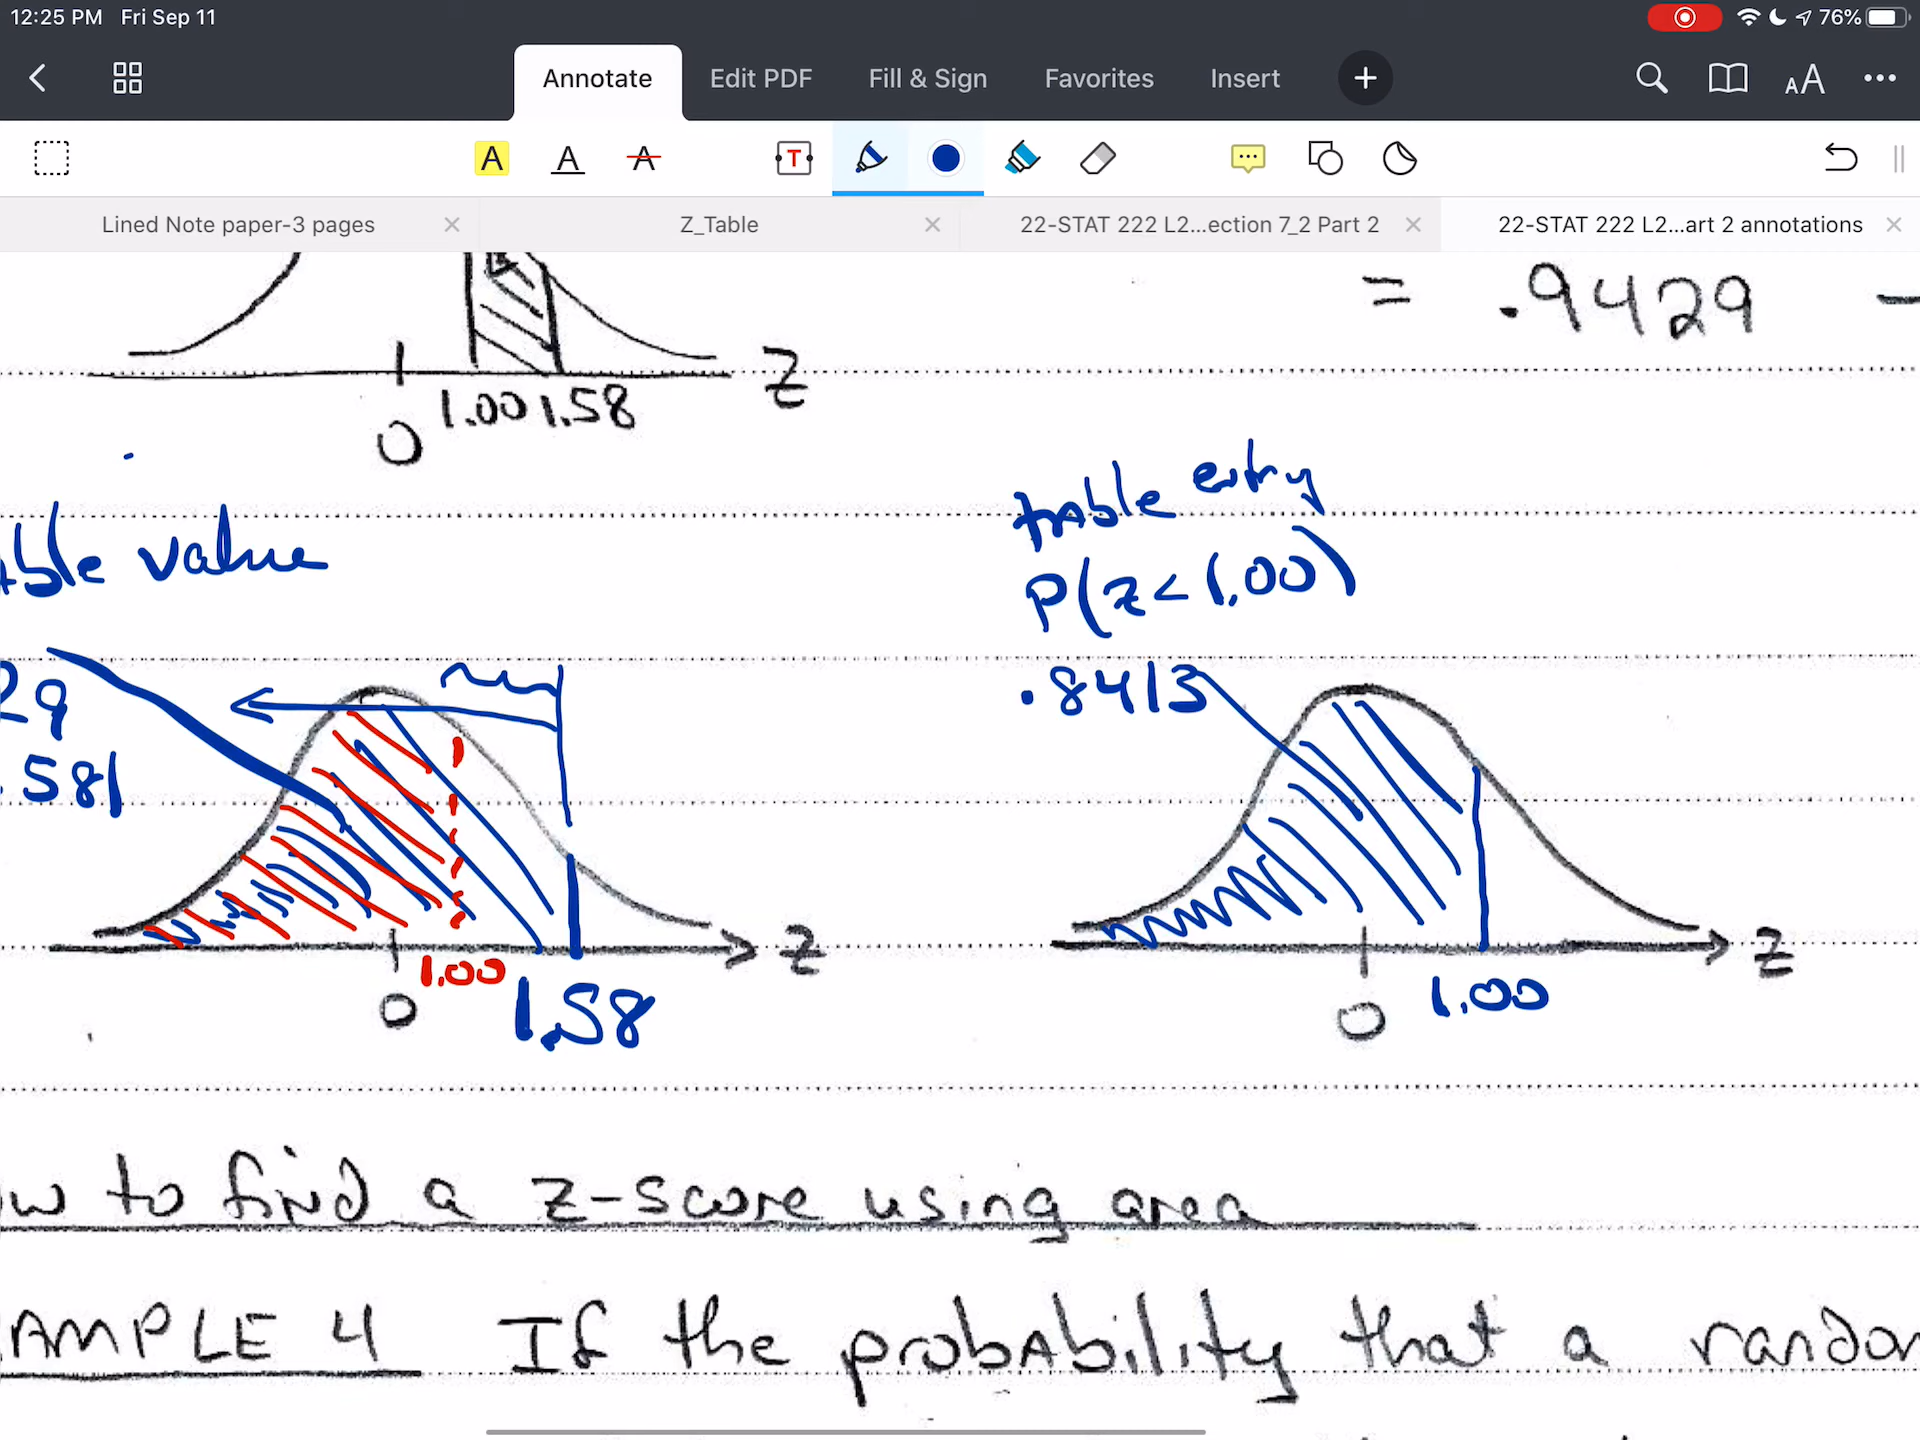 12:25 PM Fri Sep 11
76%
Annotate Edit PDF Fill & Sign Favorites Insert
AA
A A A T
Lined Note paper-3 pages Z_Table 22-STAT 222 L2...ection 7_2 Part 2 22-STAT 222 L2...art 2 annotations
= .9429 -
Z
1.00 1.58
0
table entry
ble value
P(z<1.00)
29
.8413
.58)
Z Z
1.00 1.58 1.00
0 0
w to find a z-score using area
AMPLE 4 If the probability that a random